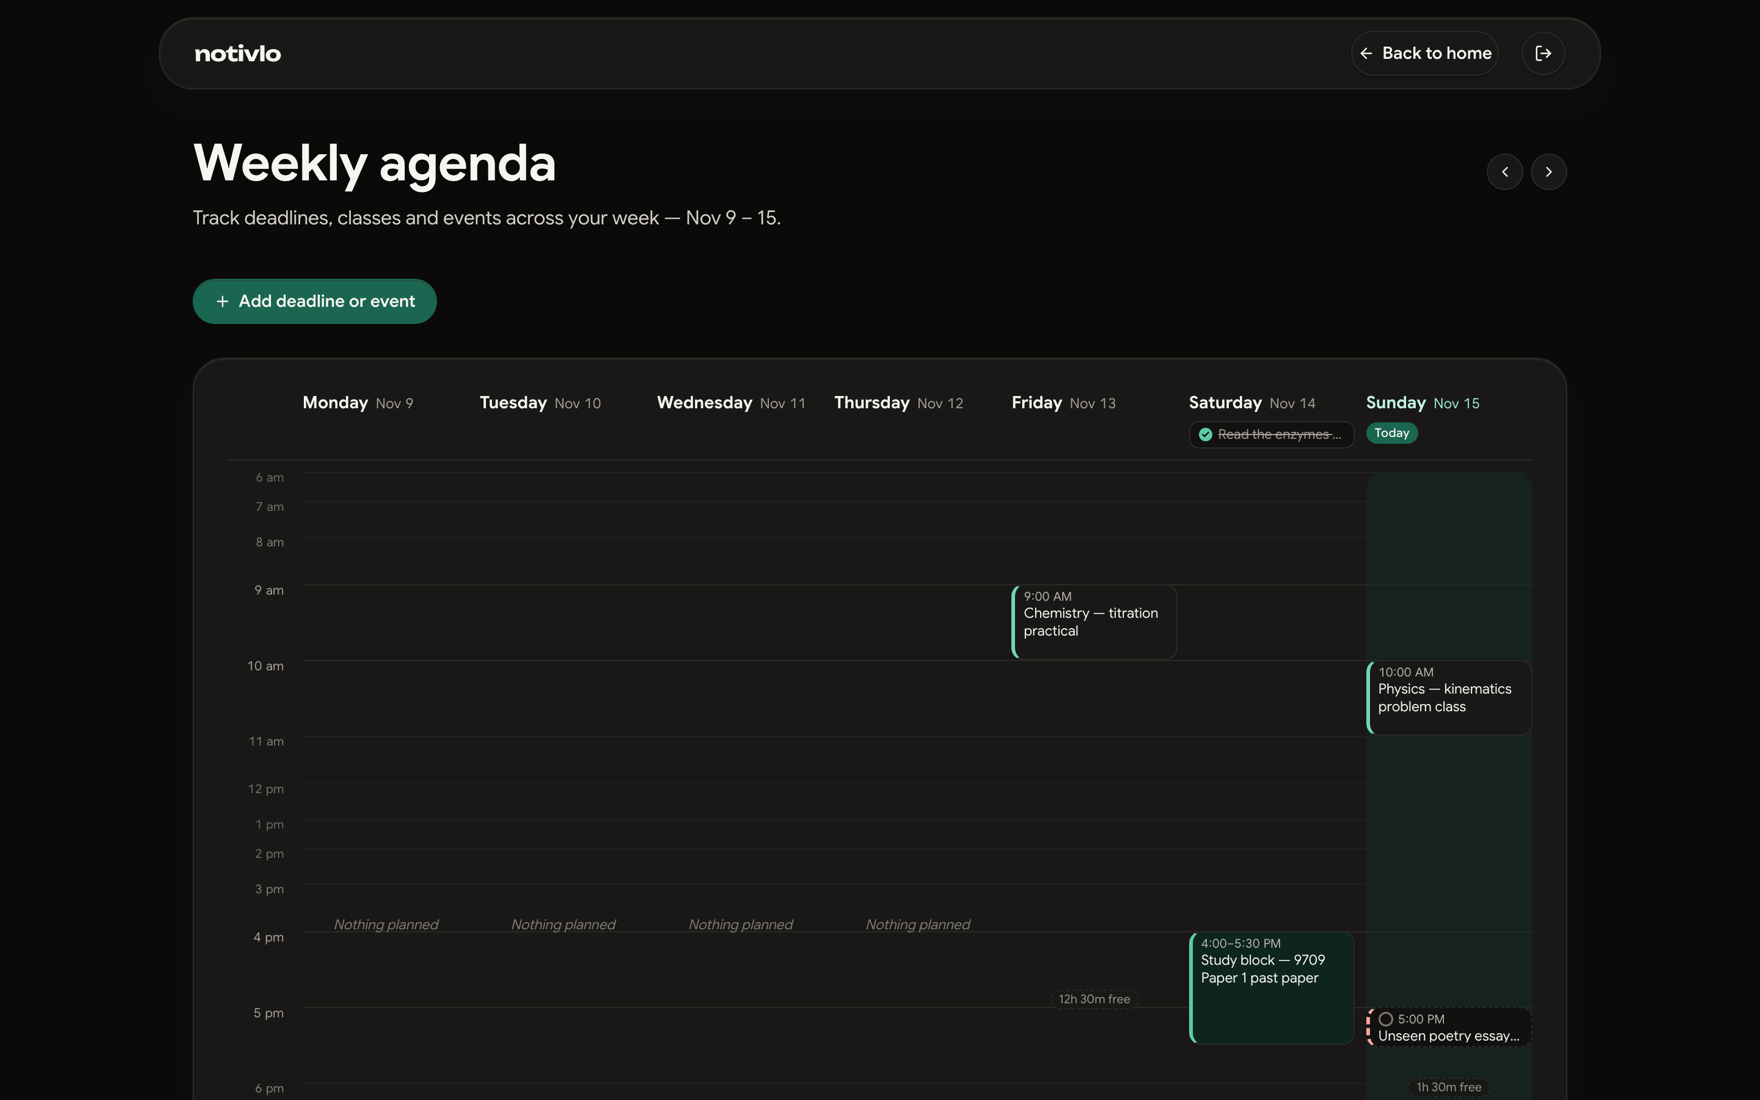 notivlo
Back to home
Weekly agenda
Track deadlines, classes and events across your week — Nov 9 – 15.
+ Add deadline or event
Monday Nov 9
Tuesday Nov 10
Wednesday Nov 11
Thursday Nov 12
Friday Nov 13
Saturday Nov 14
Sunday Nov 15
Read the enzymes ...
Today
6 am
7 am
8 am
9 am
9:00 AM
Chemistry — titration
practical
10 am
10:00 AM
Physics — kinematics
problem class
11 am
12 pm
1 pm
2 pm
3 pm
Nothing planned
Nothing planned
Nothing planned
Nothing planned
4 pm
4:00–5:30 PM
Study block — 9709
Paper 1 past paper
12h 30m free
5 pm
5:00 PM
Unseen poetry essay...
6 pm
1h 30m free